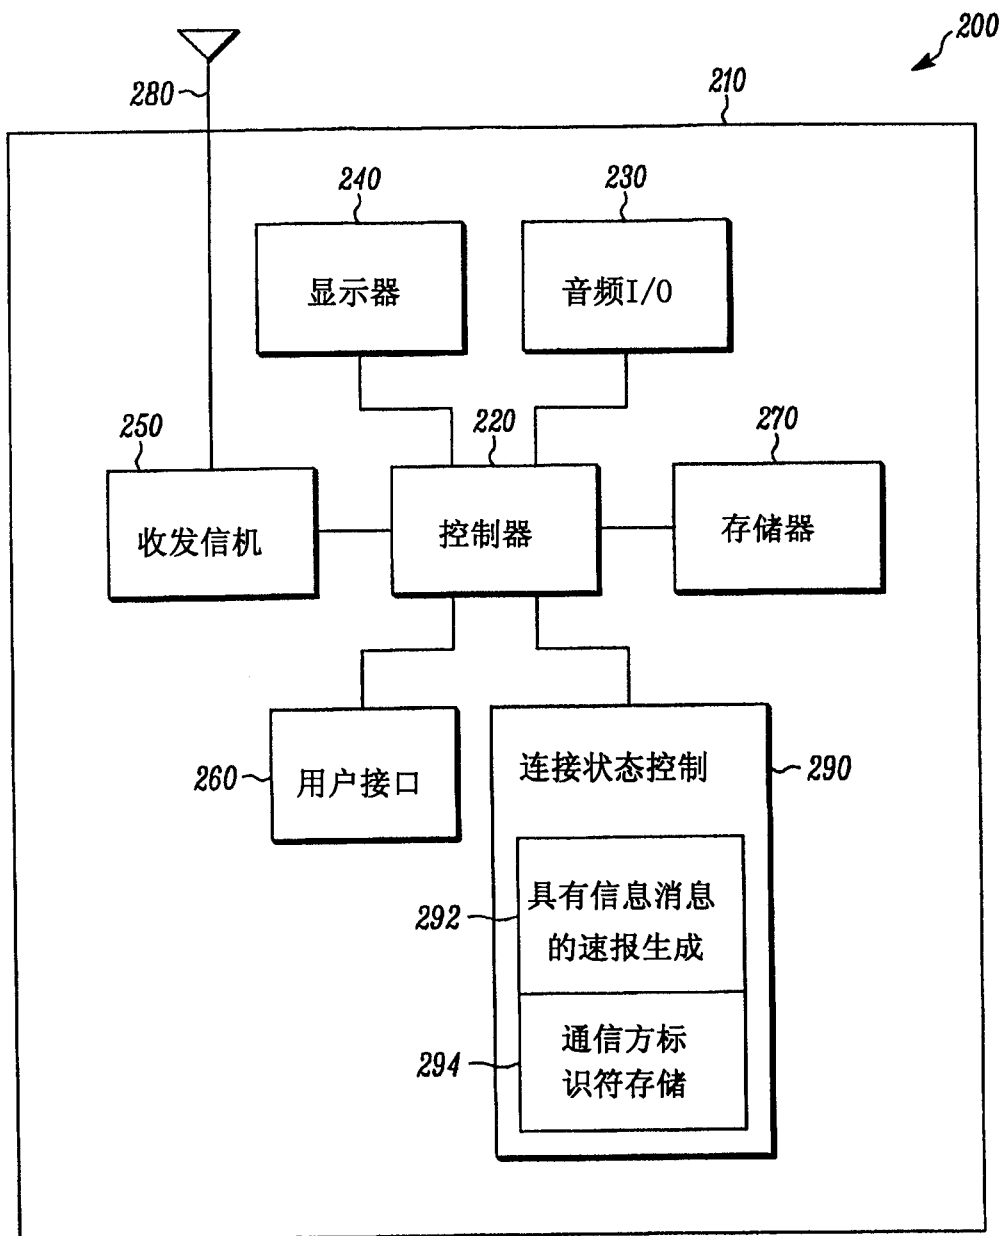 200
280
210
240
230
显示器
音频I/O
250
220
270
收发信机
控制器
存储器
260
用户接口
连接状态控制
290
292
具有信息消息
的速报生成
294
通信方标
识符存储